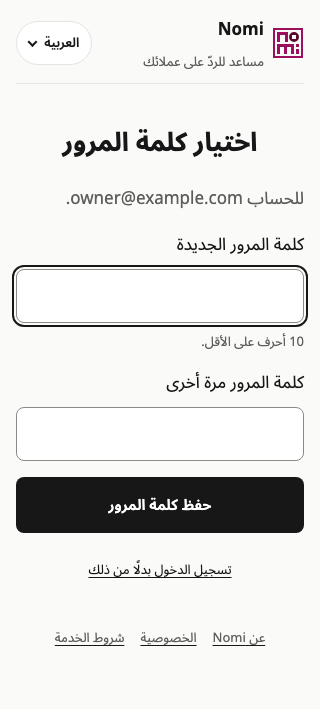 Nomi
مساعد للردّ على عملائك
العربية
اختيار كلمة المرور
للحساب owner@example.com.
كلمة المرور الجديدة
10 أحرف على الأقل.
كلمة المرور مرة أخرى
حفظ كلمة المرور
تسجيل الدخول بدلًا من ذلك
عن Nomi
الخصوصية
شروط الخدمة